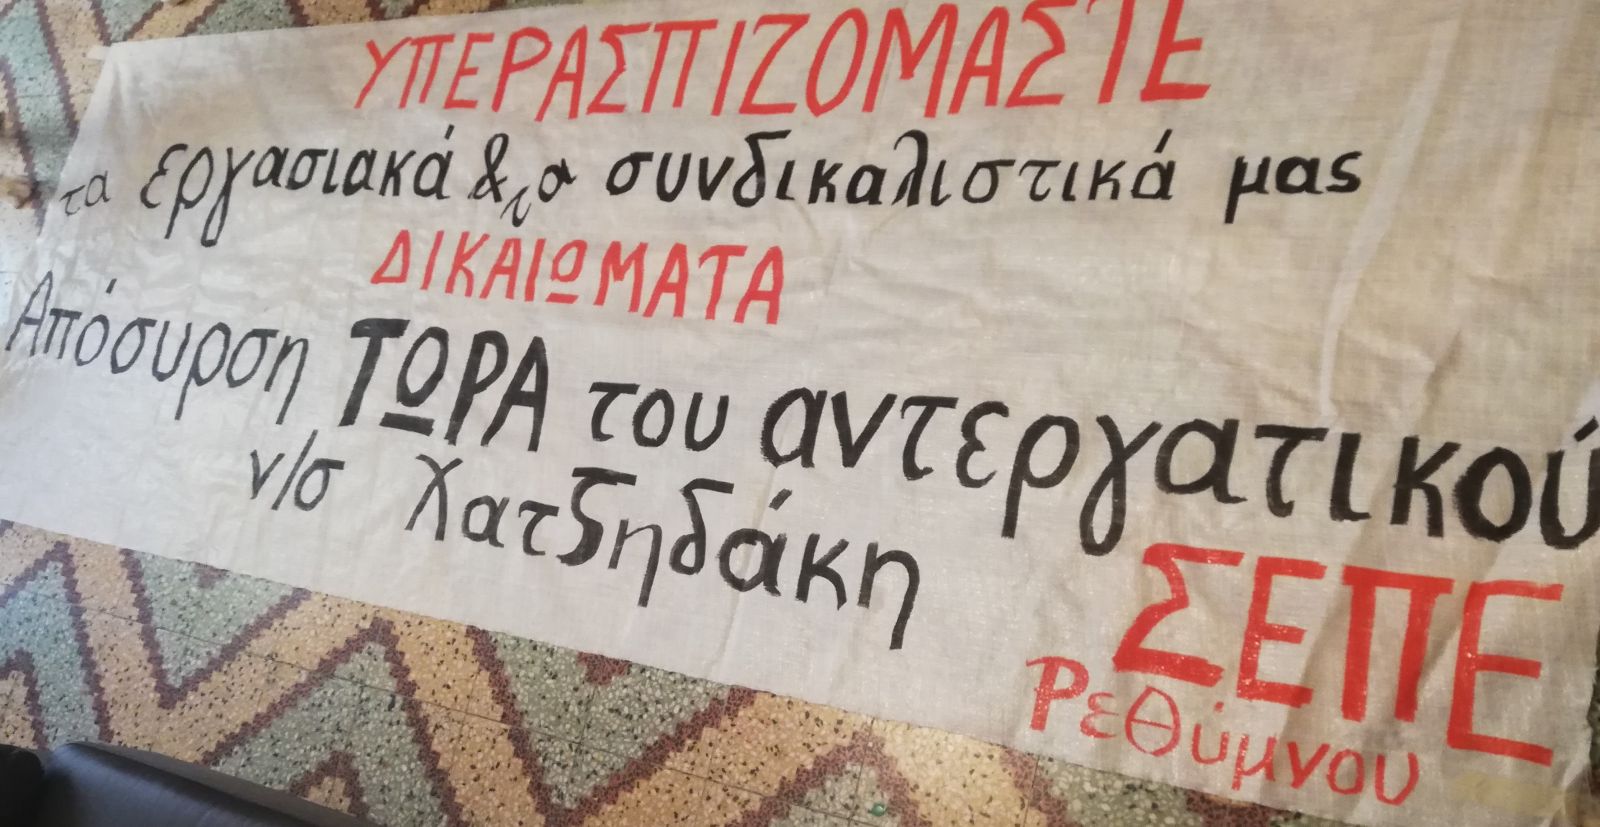 ΥΠΕΡΑΣΠΙΖΟΜΑΣΤΕ
τα εργασιακά & τα συνδικαλιστικά μας
ΔΙΚΑΙΩΜΑΤΑ
Απόσυρση ΤΩΡΑ του αντεργατικού
ν/σ Χατζηδάκη
ΣΕΠΕ
Ρεθύμνου